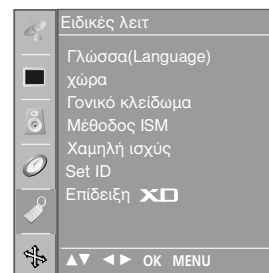 Ειδικές λειτ
Γλώσσα(Language)
χώρα
Γονικό κλείδωμα
Μέθοδος ISM
Χαμηλή ισχύς
Set ID
Επίδειξη XD
▲▼ ◄► OK MENU